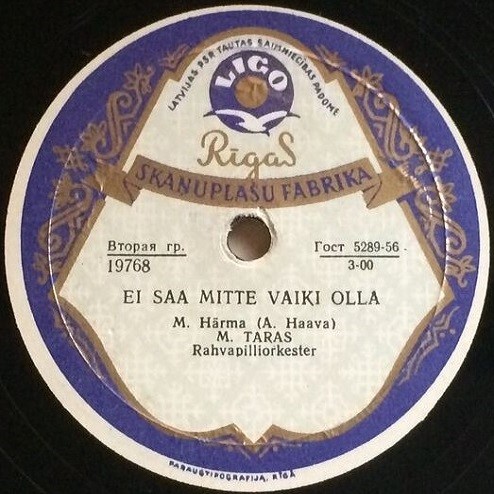 LATVIJAS PSR TAUTAS SAIMNIECĪBAS PADOME
LIGO
Rīgas
SKAŅUPLAŠU FABRIKA
Вторая гр.
19768
Гост 5289-56
3-00
EI SAA MITTE VAIKI OLLA
M. Härma (A. Haava)
M. TARAS
Rahvapilliorkester
PARAUGTIPOGRAFIJA, RĪGĀ